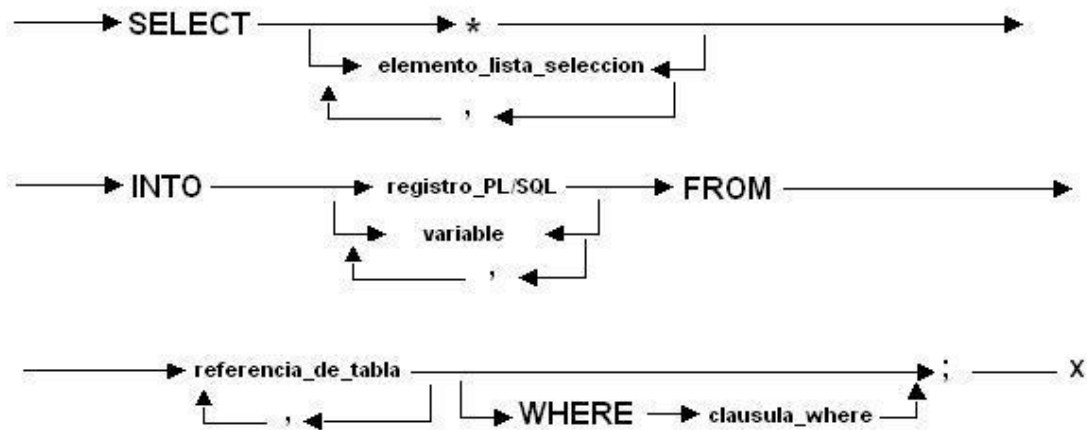 SELECT *
elemento_lista_seleccion
,
INTO registro_PL/SQL FROM
variable
,
referencia_de_tabla ;  x
, WHERE clausula_where